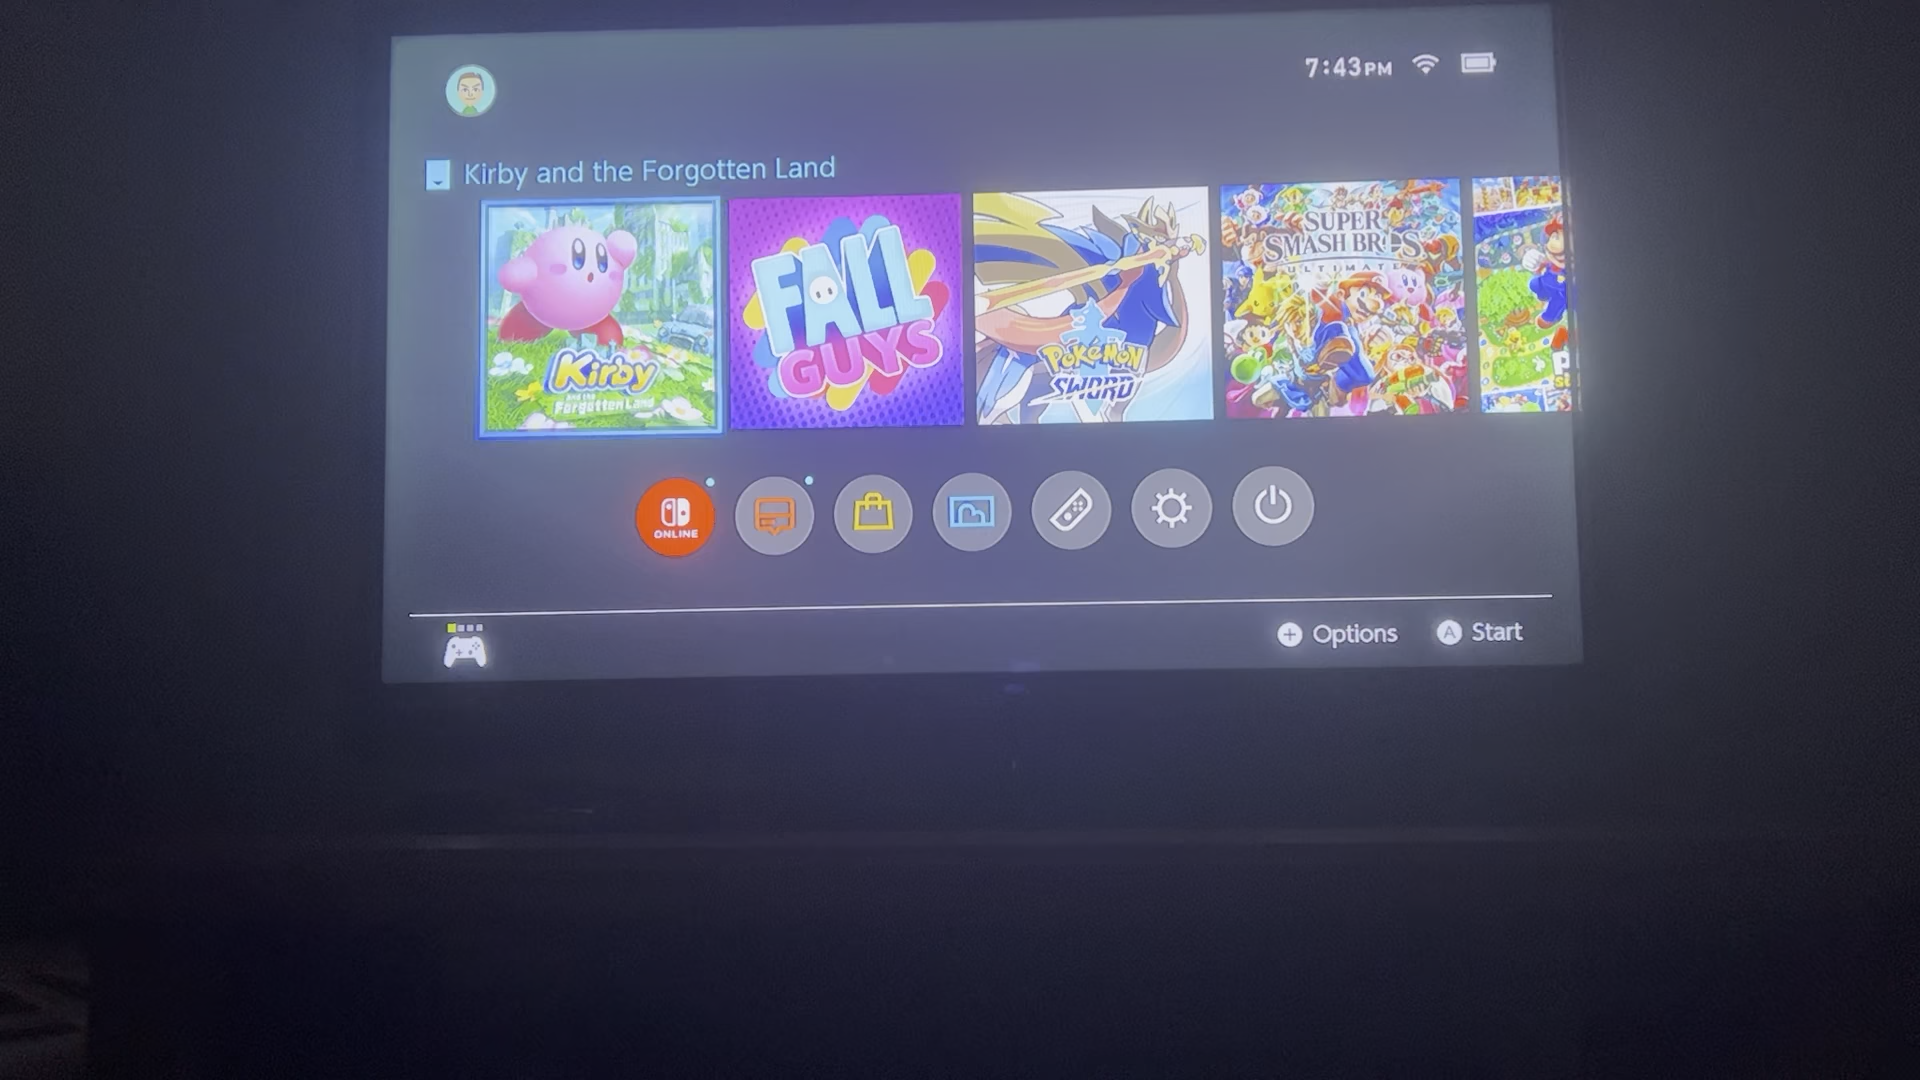 7:43PM
Kirby and the Forgotten Land
Kirby
and the
Forgotten Land
FALL
GUYS
POKéMON
SWORD
SUPER
SMASH BROS
ULTIMATE
ONLINE
+ Options
A Start